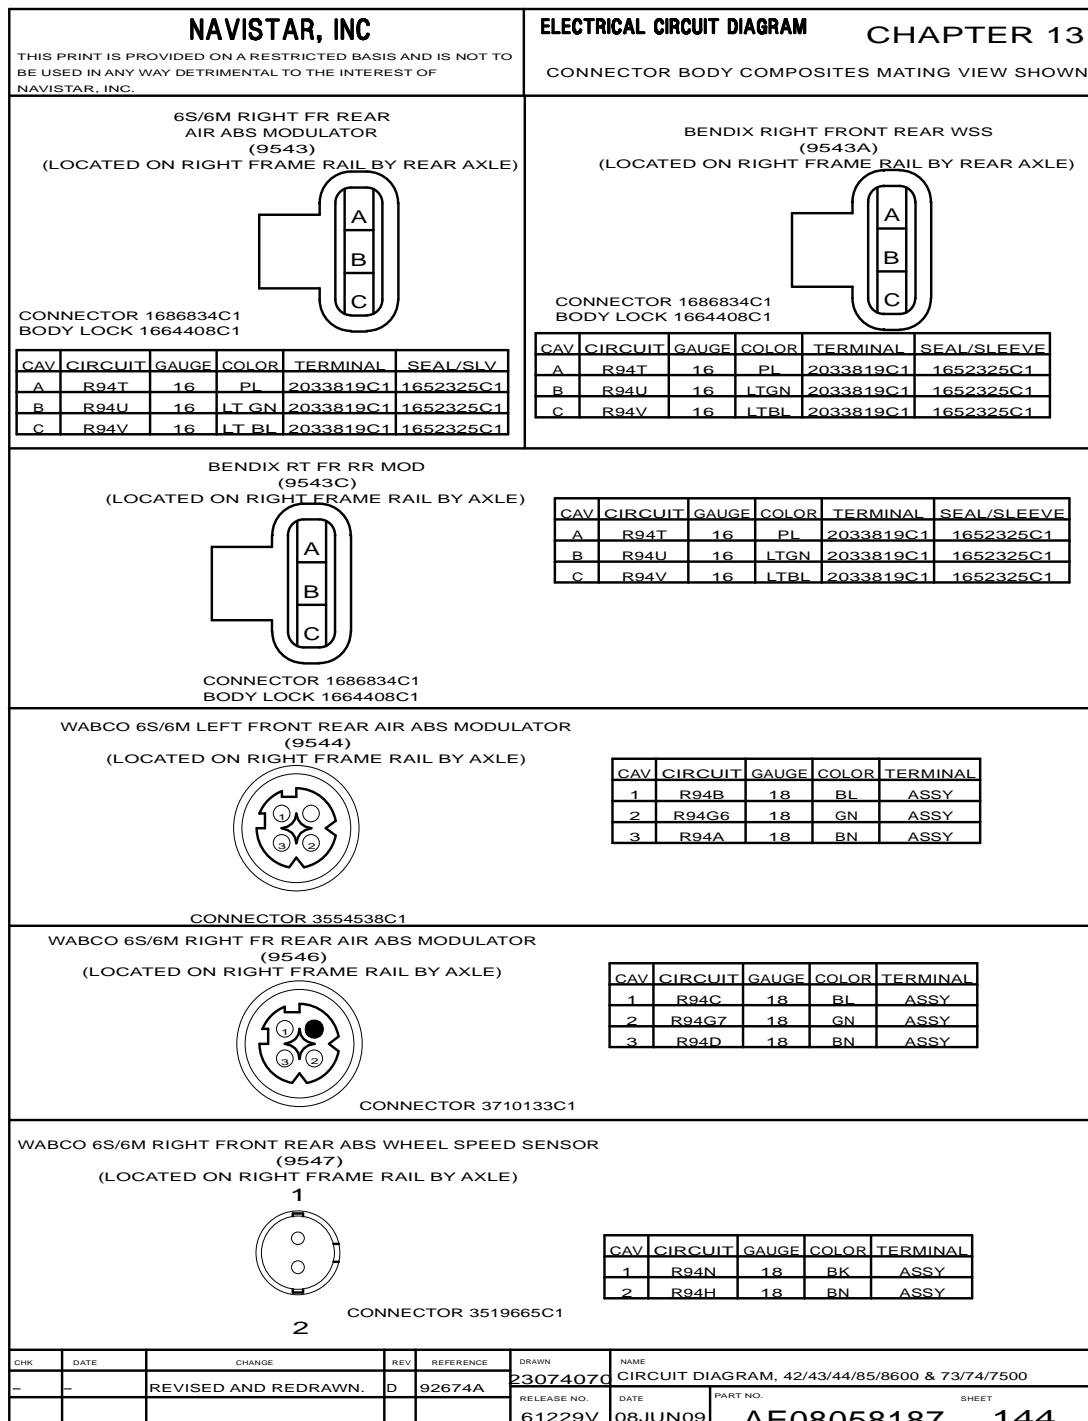 NAVISTAR, INC
THIS PRINT IS PROVIDED ON A RESTRICTED BASIS AND IS NOT TO
BE USED IN ANY WAY DETRIMENTAL TO THE INTEREST OF
NAVISTAR, INC.
ELECTRICAL CIRCUIT DIAGRAM
CHAPTER 13
CONNECTOR BODY COMPOSITES MATING VIEW SHOWN
6S/6M RIGHT FR REAR
AIR ABS MODULATOR
(9543)
(LOCATED ON RIGHT FRAME RAIL BY REAR AXLE)
A
B
C
CONNECTOR 1686834C1
BODY LOCK 1664408C1
CAV CIRCUIT GAUGE COLOR TERMINAL SEAL/SLV
A R94T 16 PL 2033819C1 1652325C1
B R94U 16 LT GN 2033819C1 1652325C1
C R94V 16 LT BL 2033819C1 1652325C1
BENDIX RIGHT FRONT REAR WSS
(9543A)
(LOCATED ON RIGHT FRAME RAIL BY REAR AXLE)
A
B
C
CONNECTOR 1686834C1
BODY LOCK 1664408C1
CAV CIRCUIT GAUGE COLOR TERMINAL SEAL/SLEEVE
A R94T 16 PL 2033819C1 1652325C1
B R94U 16 LTGN 2033819C1 1652325C1
C R94V 16 LTBL 2033819C1 1652325C1
BENDIX RT FR RR MOD
(9543C)
(LOCATED ON RIGHT FRAME RAIL BY AXLE)
A
B
C
CONNECTOR 1686834C1
BODY LOCK 1664408C1
CAV CIRCUIT GAUGE COLOR TERMINAL SEAL/SLEEVE
A R94T 16 PL 2033819C1 1652325C1
B R94U 16 LTGN 2033819C1 1652325C1
C R94V 16 LTBL 2033819C1 1652325C1
WABCO 6S/6M LEFT FRONT REAR AIR ABS MODULATOR
(9544)
(LOCATED ON RIGHT FRAME RAIL BY AXLE)
1
3 2
CONNECTOR 3554538C1
CAV CIRCUIT GAUGE COLOR TERMINAL
1 R94B 18 BL ASSY
2 R94G6 18 GN ASSY
3 R94A 18 BN ASSY
WABCO 6S/6M RIGHT FR REAR AIR ABS MODULATOR
(9546)
(LOCATED ON RIGHT FRAME RAIL BY AXLE)
1
3 2
CONNECTOR 3710133C1
CAV CIRCUIT GAUGE COLOR TERMINAL
1 R94C 18 BL ASSY
2 R94G7 18 GN ASSY
3 R94D 18 BN ASSY
WABCO 6S/6M RIGHT FRONT REAR ABS WHEEL SPEED SENSOR
(9547)
(LOCATED ON RIGHT FRAME RAIL BY AXLE)
1
2
CONNECTOR 3519665C1
CAV CIRCUIT GAUGE COLOR TERMINAL
1 R94N 18 BK ASSY
2 R94H 18 BN ASSY
CHK DATE CHANGE REV REFERENCE
– – REVISED AND REDRAWN. D 92674A
DRAWN
23074070
NAME
CIRCUIT DIAGRAM, 42/43/44/85/8600 & 73/74/7500
RELEASE NO.
61229V
DATE
08JUN09
PART NO.
AE08058187
SHEET
144